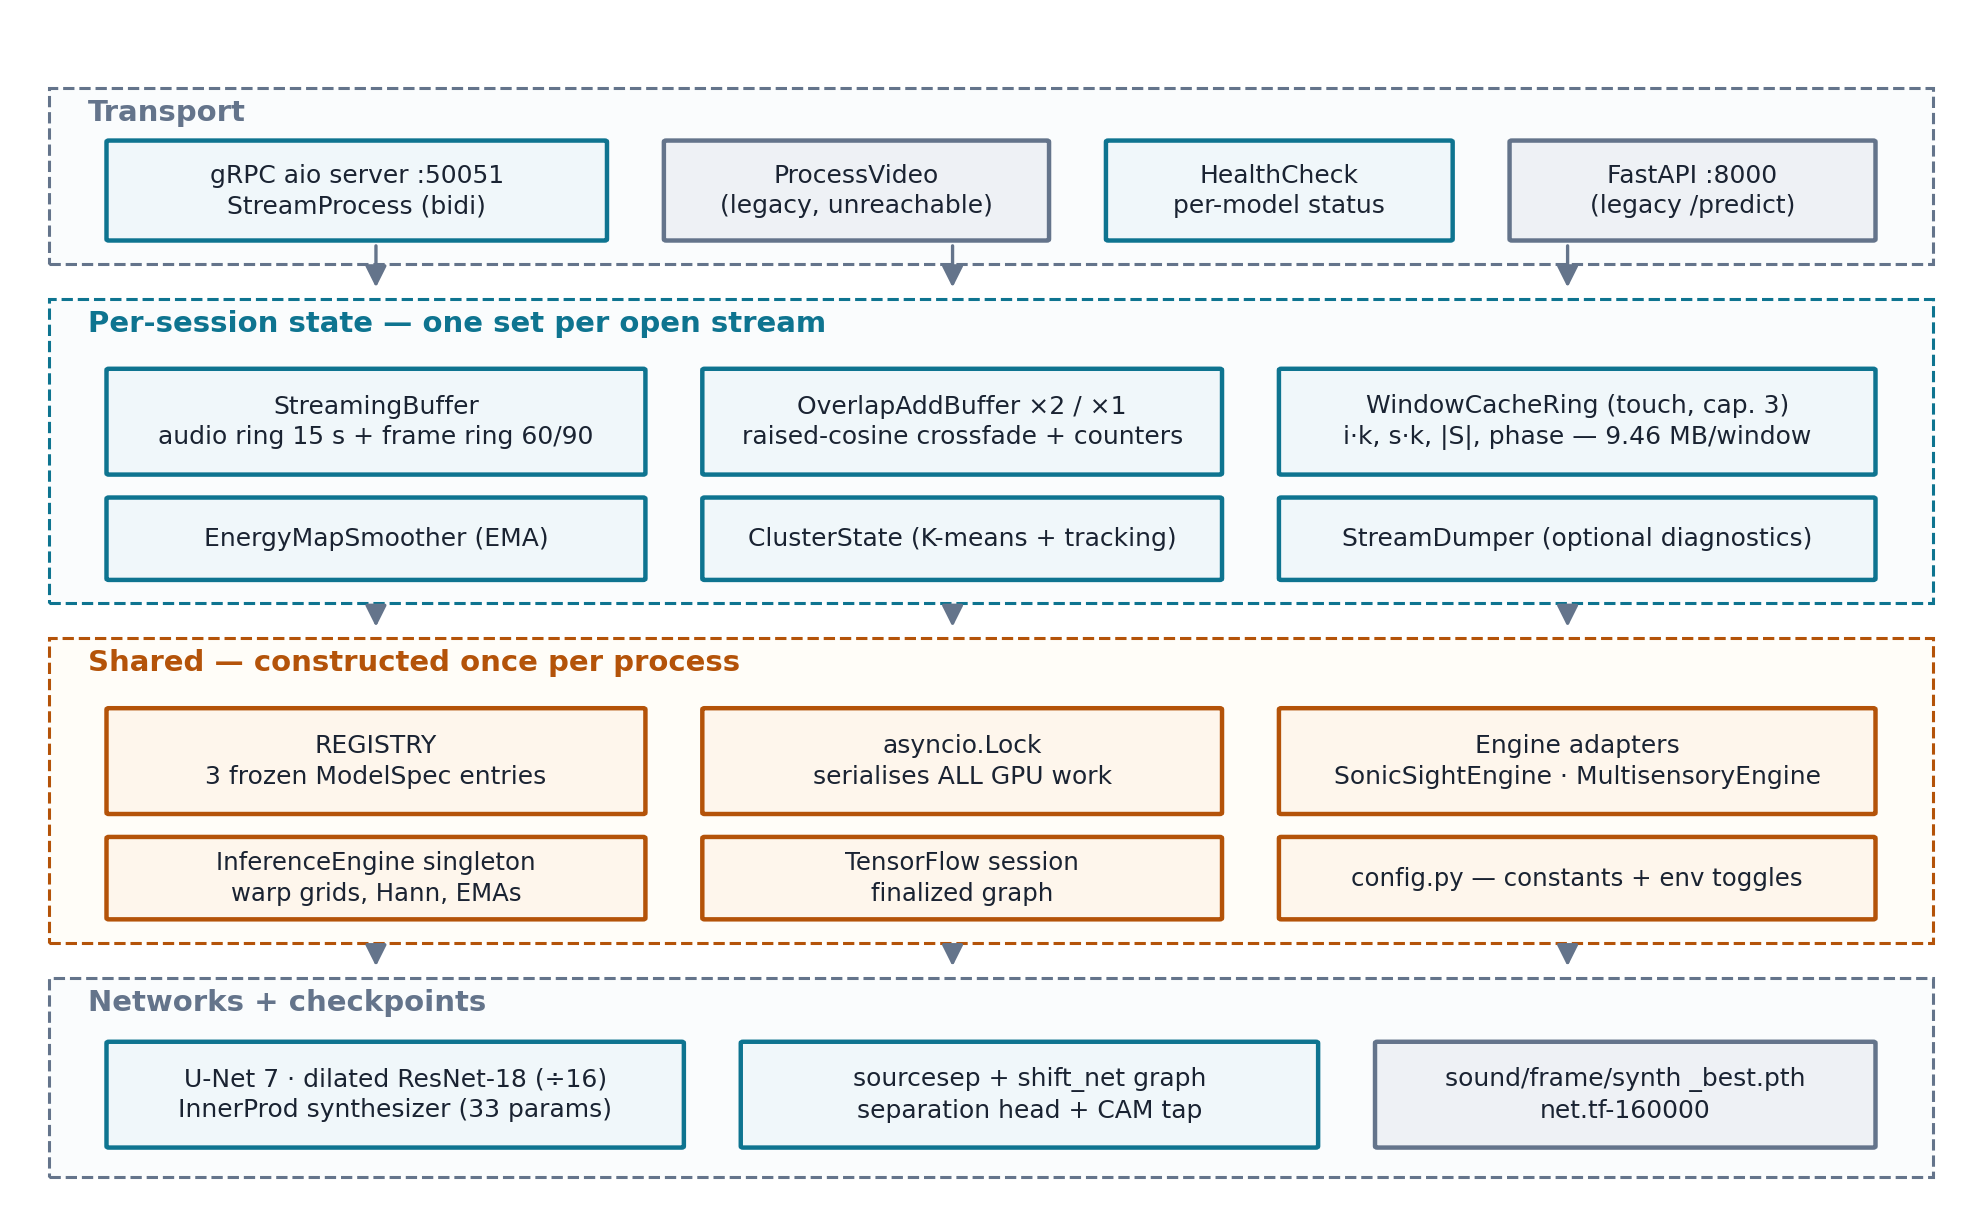 Transport
gRPC aio server :50051
StreamProcess (bidi)
ProcessVideo
(legacy, unreachable)
HealthCheck
per-model status
FastAPI :8000
(legacy /predict)
Per-session state — one set per open stream
StreamingBuffer
audio ring 15 s + frame ring 60/90
OverlapAddBuffer ×2 / ×1
raised-cosine crossfade + counters
WindowCacheRing (touch, cap. 3)
i·k, s·k, |S|, phase — 9.46 MB/window
EnergyMapSmoother (EMA)
ClusterState (K-means + tracking)
StreamDumper (optional diagnostics)
Shared — constructed once per process
REGISTRY
3 frozen ModelSpec entries
asyncio.Lock
serialises ALL GPU work
Engine adapters
SonicSightEngine · MultisensoryEngine
InferenceEngine singleton
warp grids, Hann, EMAs
TensorFlow session
finalized graph
config.py — constants + env toggles
Networks + checkpoints
U-Net 7 · dilated ResNet-18 (÷16)
InnerProd synthesizer (33 params)
sourcesep + shift_net graph
separation head + CAM tap
sound/frame/synth _best.pth
net.tf-160000